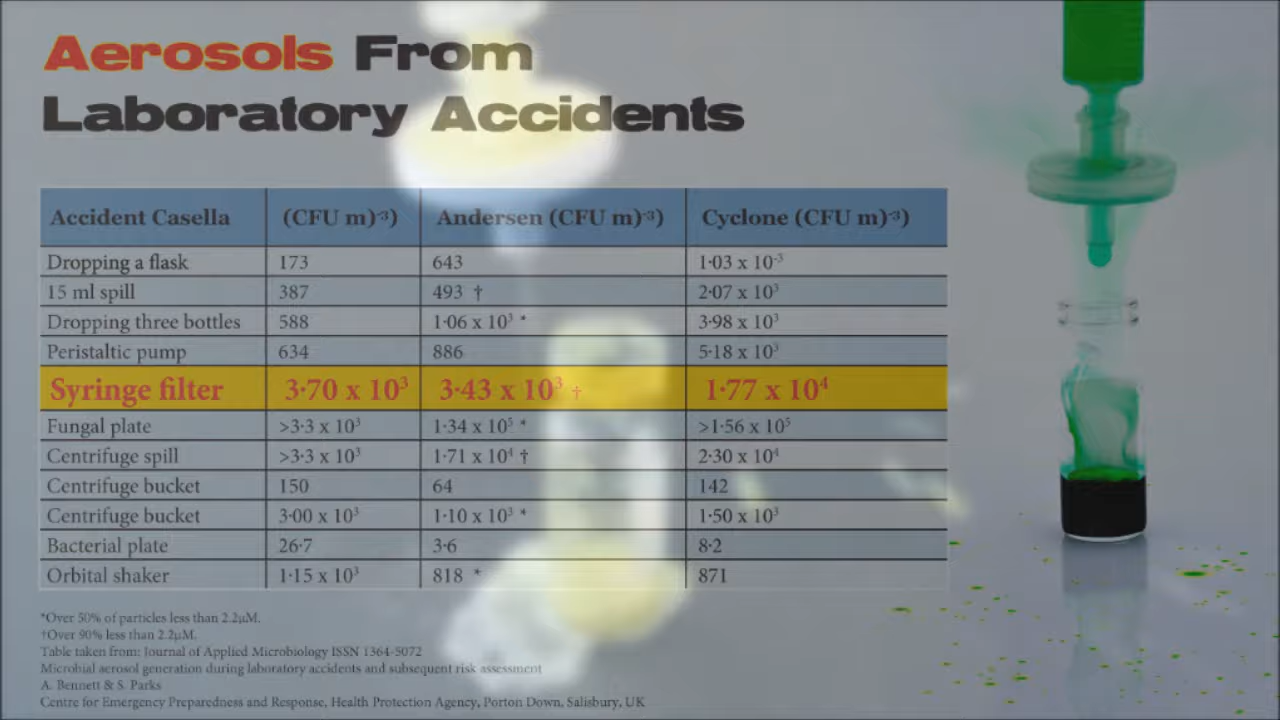 Aerosols From
Laboratory Accidents
Accident Casella (CFU m)⁻³) Andersen (CFU m)⁻³) Cyclone (CFU m)⁻³)
Dropping a flask 173 643 1·03 x 10⁻³
15 ml spill 387 493 † 2·07 x 10³
Dropping three bottles 588 1·06 x 10³ * 3·98 x 10³
Peristaltic pump 634 886 5·18 x 10³
Syringe filter 3·70 x 10³ 3·43 x 10³ † 1·77 x 10⁴
Fungal plate >3·3 x 10³ 1·34 x 10⁵ * >1·56 x 10⁵
Centrifuge spill >3·3 x 10³ 1·71 x 10⁴ † 2·30 x 10⁴
Centrifuge bucket 150 64 142
Centrifuge bucket 3·00 x 10³ 1·10 x 10³ * 1·50 x 10³
Bacterial plate 26·7 3·6 8·2
Orbital shaker 1·15 x 10³ 818 * 871
*Over 50% of particles less than 2.2µM.
†Over 90% less than 2.2µM.
Table taken from: Journal of Applied Microbiology ISSN 1364-5072
Microbial aerosol generation during laboratory accidents and subsequent risk assessment
A. Bennett & S. Parks
Centre for Emergency Preparedness and Response, Health Protection Agency, Porton Down, Salisbury, UK